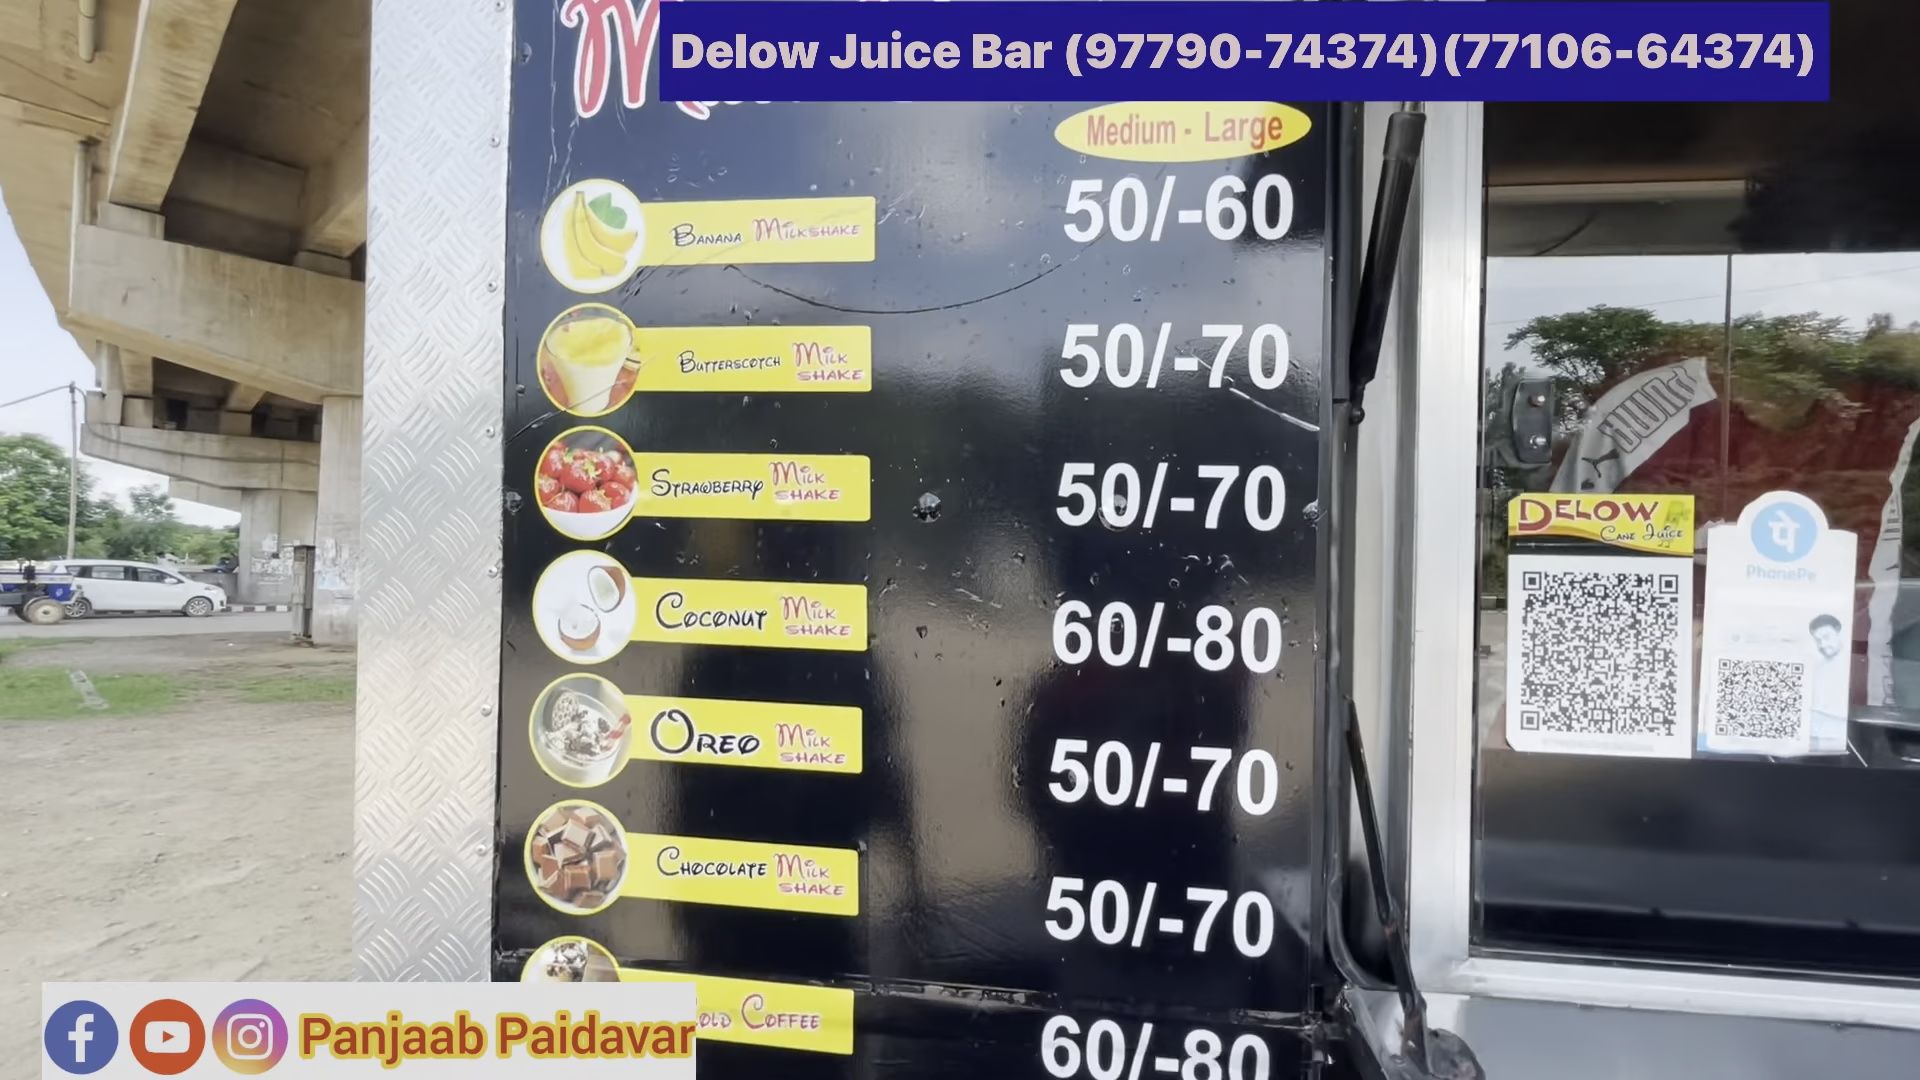 Delow Juice Bar (97790-74374)(77106-64374)
Medium - Large
Banana Milkshake 50/-60
Butterscotch Milk Shake 50/-70
Strawberry Milk Shake 50/-70
Coconut Milk Shake 60/-80
Oreo Milk Shake 50/-70
Chocolate Milk Shake 50/-70
old Coffee 60/-80
Delow
Cane Juice
पे
PhonePe
Panjaab Paidavar